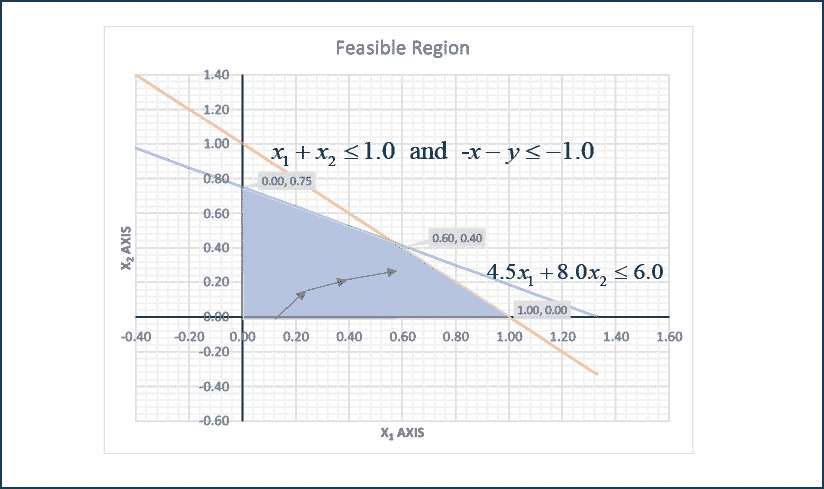 Feasible Region
1.40
1.20
1.00
x₁ + x₂ ≤ 1.0 and -x − y ≤ −1.0
0.80
0.00, 0.75
0.60
0.40
0.60, 0.40
0.20
4.5x₁ + 8.0x₂ ≤ 6.0
0.00
1.00, 0.00
-0.40 -0.20 0.00 0.20 0.40 0.60 0.80 1.00 1.20 1.40 1.60
-0.20
-0.40
-0.60
X₂ AXIS
X₁ AXIS